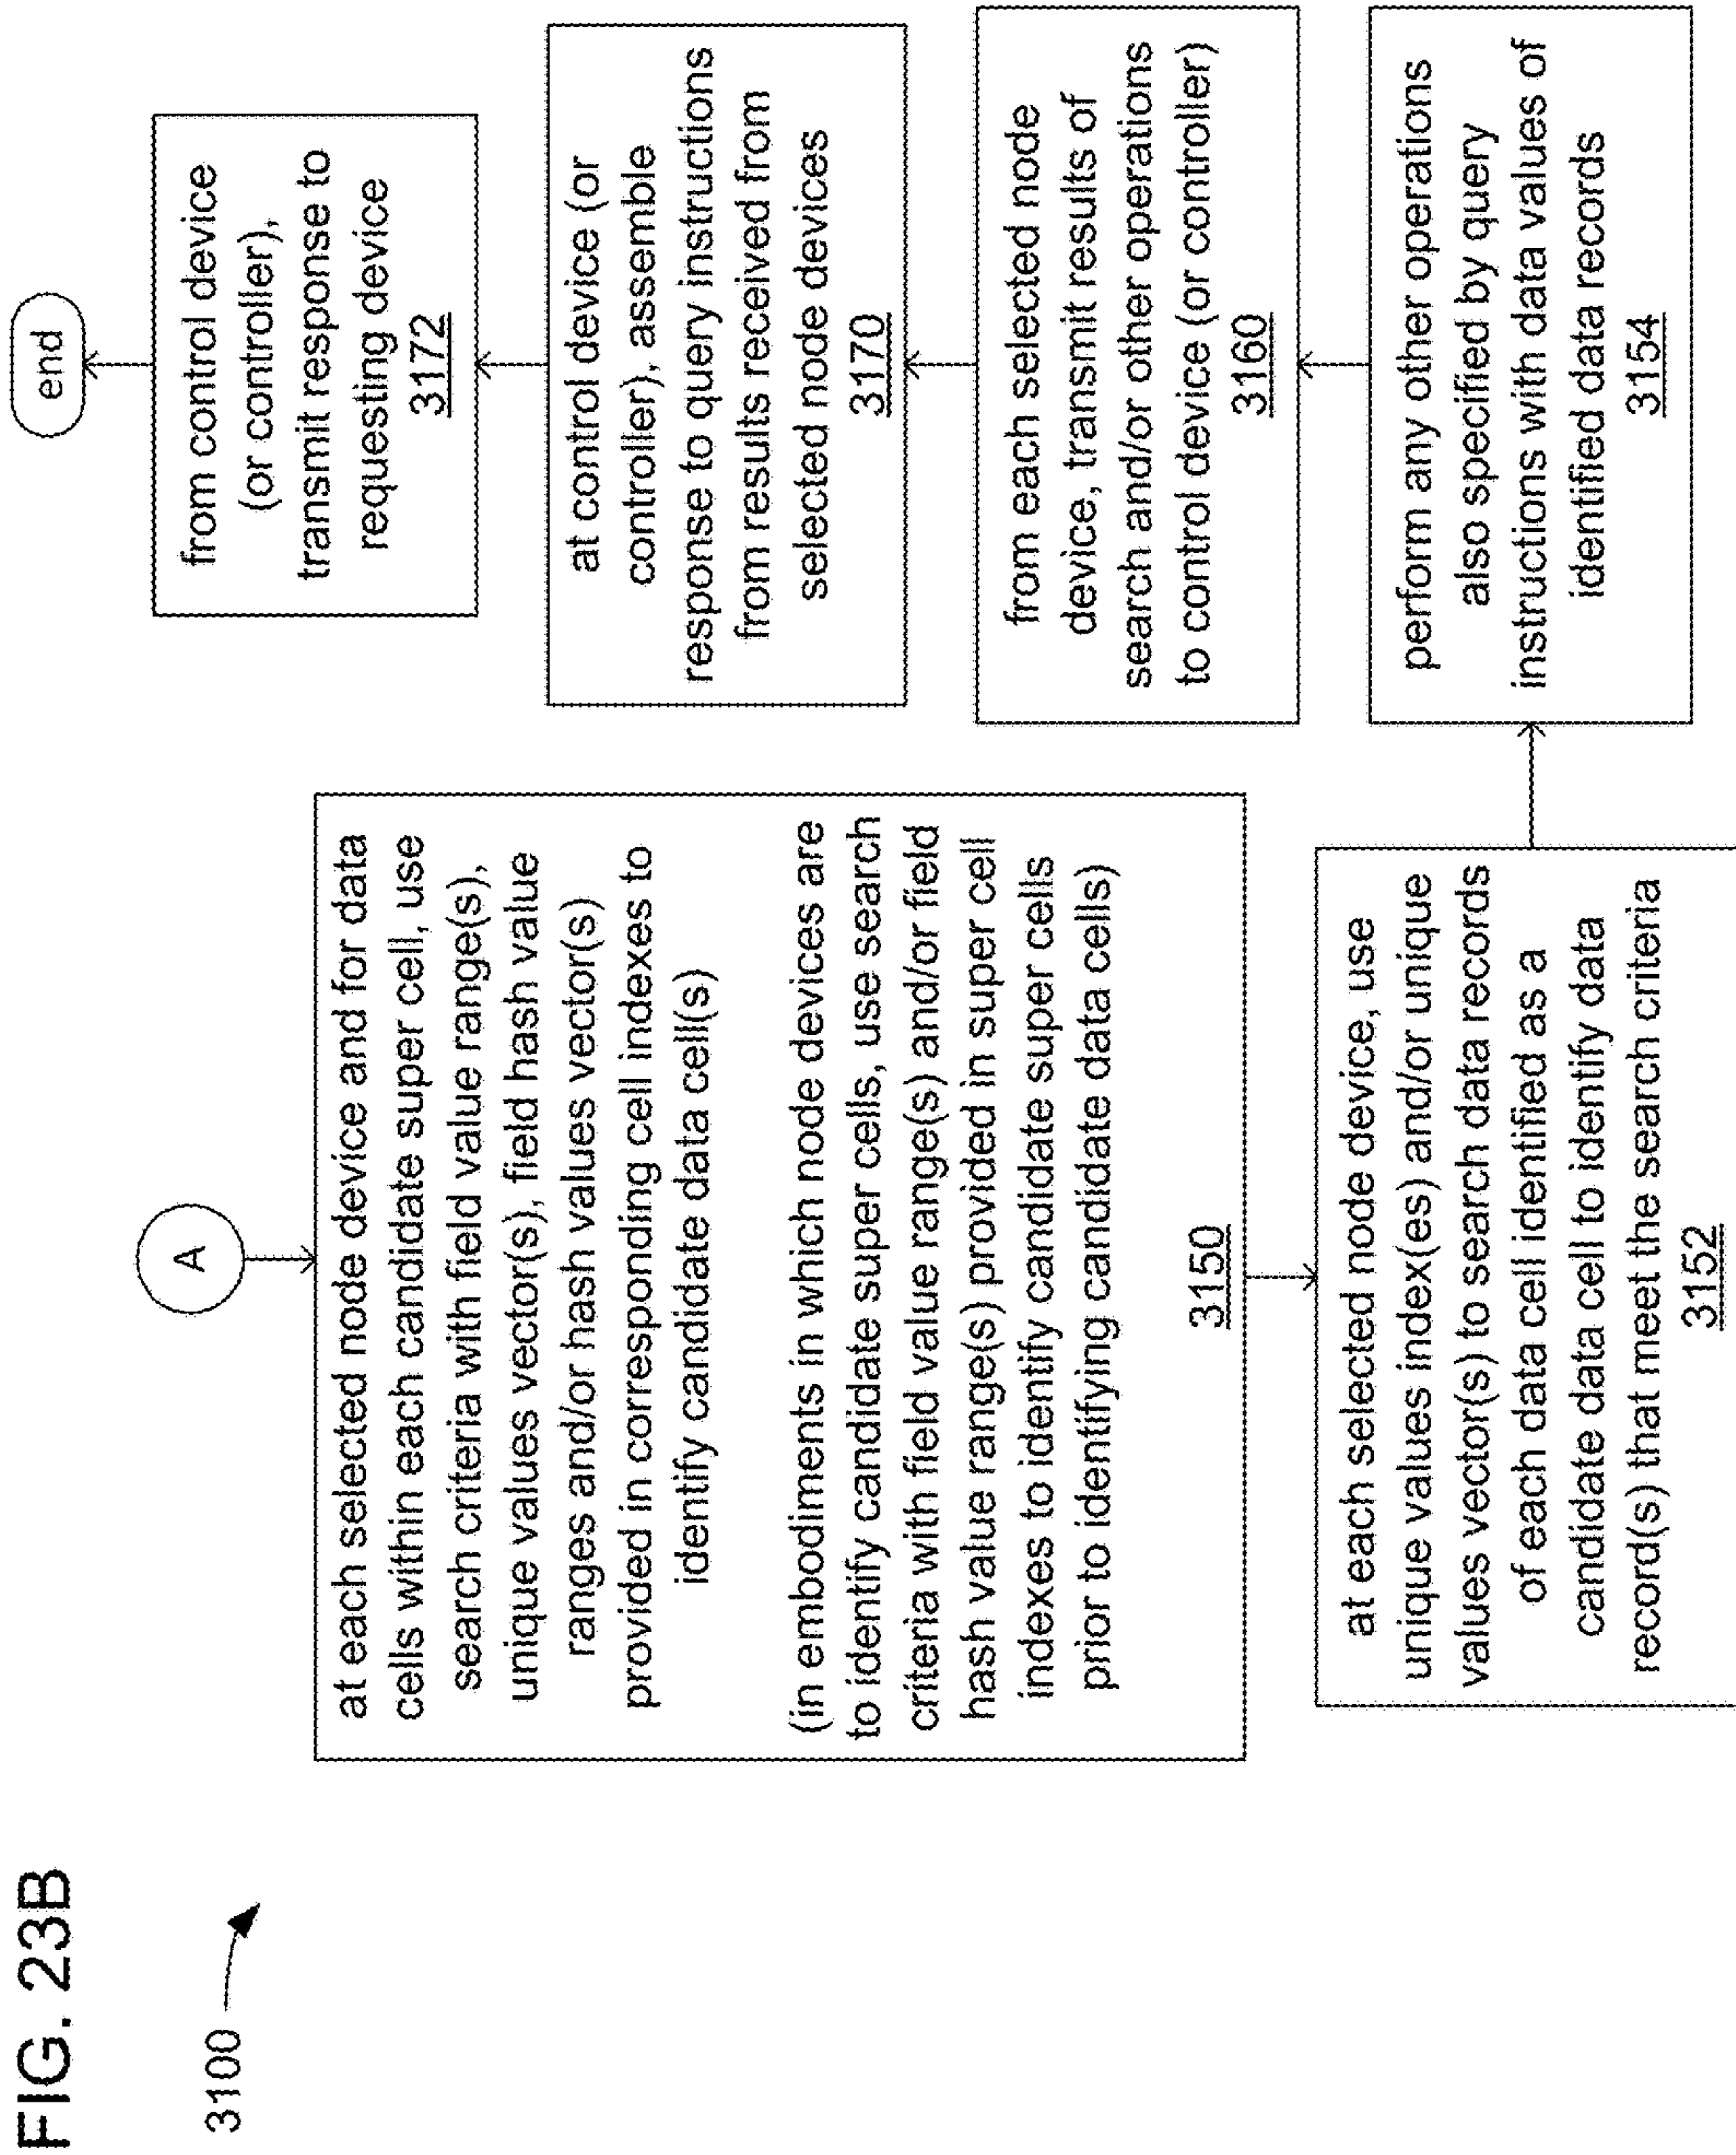 FIG. 23B
3100
A
at each selected node device and for data
cells within each candidate super cell, use
search criteria with field value range(s),
unique values vector(s), field hash value
ranges and/or hash values vector(s)
provided in corresponding cell indexes to
identify candidate data cell(s)
(in embodiments in which node devices are
to identify candidate super cells, use search
criteria with field value range(s) and/or field
hash value range(s) provided in super cell
indexes to identify candidate super cells
prior to identifying candidate data cells)
3150
at each selected node device, use
unique values index(es) and/or unique
values vector(s) to search data records
of each data cell identified as a
candidate data cell to identify data
record(s) that meet the search criteria
3152
perform any other operations
also specified by query
instructions with data values of
identified data records
3154
from each selected node
device, transmit results of
search and/or other operations
to control device (or controller)
3160
at control device (or
controller), assemble
response to query instructions
from results received from
selected node devices
3170
from control device
(or controller),
transmit response to
requesting device
3172
end